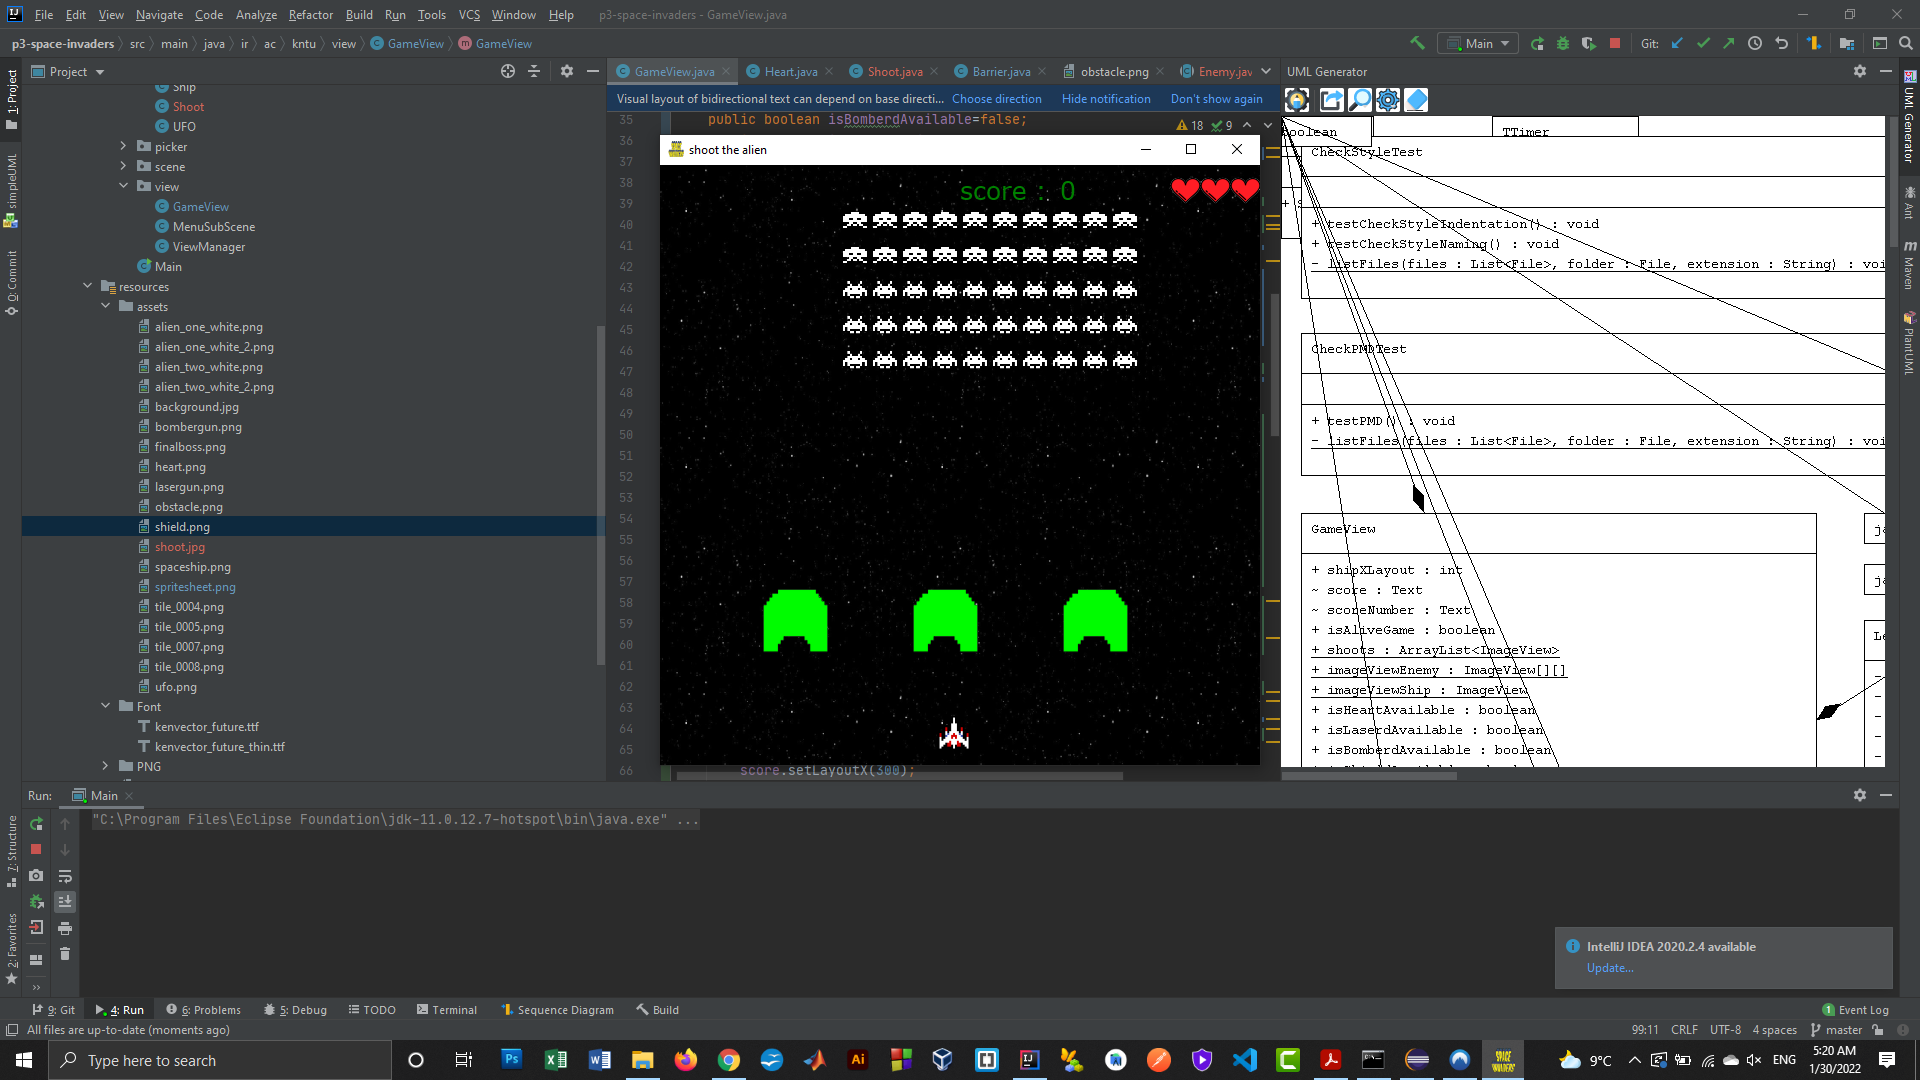 File Edit View Navigate Code Analyze Refactor Build Run Tools VCS Window Help p3-space-invaders - GameView.java
p3-space-invaders src main java ir ac kntu view GameView GameView
Main
Git:
Project
GameView.java Heart.java Shoot.java Barrier.java obstacle.png Enemy.jav
UML Generator
Visual layout of bidirectional text can depend on base directi... Choose direction Hide notification Don't show again
1: Project
simpleUML
0: Commit
7: Structure
2: Favorites
Ship
Shoot
UFO
picker
scene
view
GameView
MenuSubScene
ViewManager
Main
resources
assets
alien_one_white.png
alien_one_white_2.png
alien_two_white.png
alien_two_white_2.png
background.jpg
bombergun.png
finalboss.png
heart.png
lasergun.png
obstacle.png
shield.png
shoot.jpg
spaceship.png
spritesheet.png
tile_0004.png
tile_0005.png
tile_0007.png
tile_0008.png
ufo.png
Font
kenvector_future.ttf
kenvector_future_thin.ttf
PNG
35 public boolean isBomberdAvailable=false;
18 9
36
37
38
39
40
41
42
43
44
45
46
47
48
49
50
51
52
53
54
55
56
57
58
59
60
61
62
63
64
65
66 score.setLayoutX(300);
shoot the alien
score : 0
boolean
TTimer
CheckStyleTest
+ testCheckStyleIndentation() : void
+ testCheckStyleNaming() : void
- listFiles(files : List<File>, folder : File, extension : String) : voi
CheckPMDTest
+ testPMD() : void
- listFiles(files : List<File>, folder : File, extension : String) : voi
GameView
+ shipXLayout : int
~ score : Text
~ scoreNumber : Text
+ isAliveGame : boolean
+ shoots : ArrayList<ImageView>
+ imageViewEnemy : ImageView[][]
+ imageViewShip : ImageView
+ isHeartAvailable : boolean
+ isLaserdAvailable : boolean
+ isBomberdAvailable : boolean
UML Generator
Ant
Maven
PlantUML
Run: Main
"C:\Program Files\Eclipse Foundation\jdk-11.0.12.7-hotspot\bin\java.exe" ...
IntelliJ IDEA 2020.2.4 available
Update...
9: Git 4: Run 6: Problems 5: Debug TODO Terminal Sequence Diagram Build 1 Event Log
All files are up-to-date (moments ago) 99:11 CRLF UTF-8 4 spaces master
Type here to search
9°C ENG
5:20 AM
1/30/2022